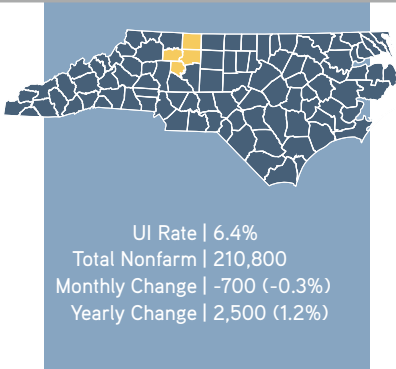 UI Rate | 6.4%
Total Nonfarm | 210,800
Monthly Change | -700 (-0.3%)
Yearly Change | 2,500 (1.2%)